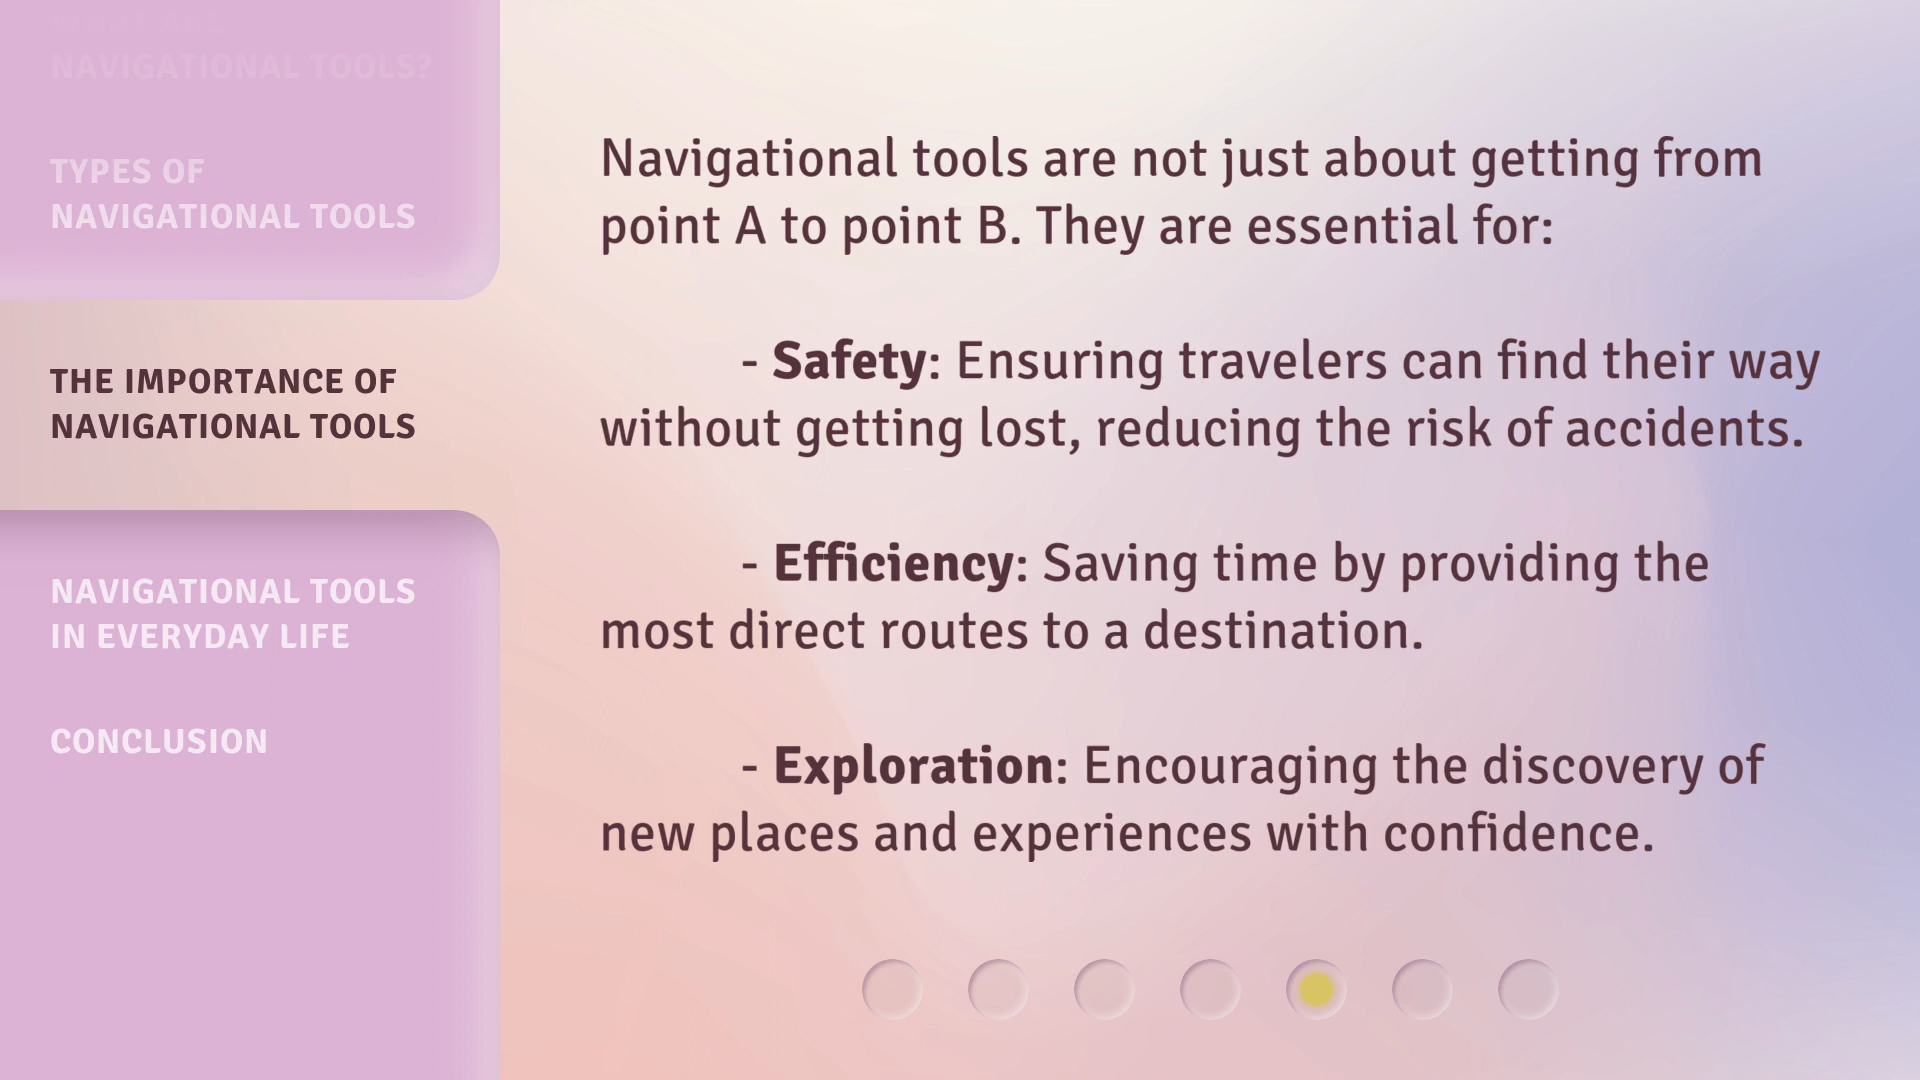 WHAT ARE
NAVIGATIONAL TOOLS?
TYPES OF
NAVIGATIONAL TOOLS
THE IMPORTANCE OF
NAVIGATIONAL TOOLS
NAVIGATIONAL TOOLS
IN EVERYDAY LIFE
CONCLUSION
Navigational tools are not just about getting from
point A to point B. They are essential for:
- Safety: Ensuring travelers can find their way
without getting lost, reducing the risk of accidents.
- Efficiency: Saving time by providing the
most direct routes to a destination.
- Exploration: Encouraging the discovery of
new places and experiences with confidence.